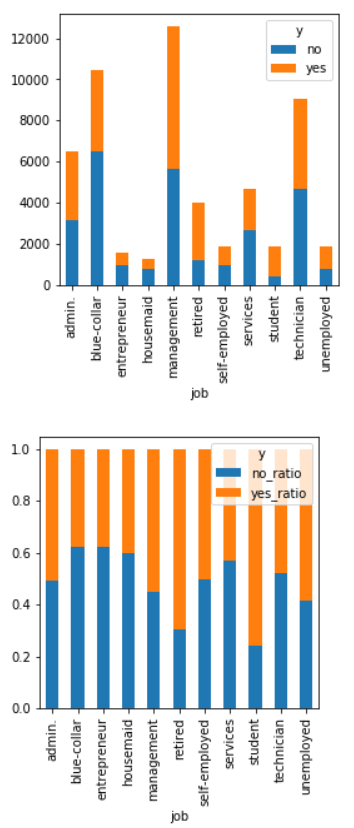 12000
10000
8000
6000
4000
2000
0
y
no
yes
admin.
blue-collar
entrepreneur
housemaid
management
retired
self-employed
services
student
technician
unemployed
job
1.0
0.8
0.6
0.4
0.2
0.0
y
no_ratio
yes_ratio
admin.
blue-collar
entrepreneur
housemaid
management
retired
self-employed
services
student
technician
unemployed
job